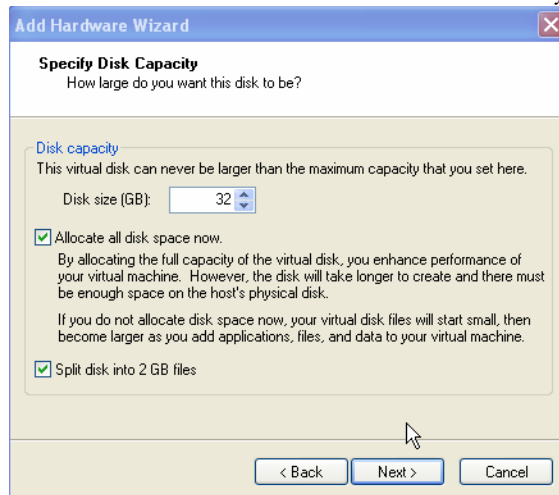 Add Hardware Wizard
Specify Disk Capacity
How large do you want this disk to be?
Disk capacity
This virtual disk can never be larger than the maximum capacity that you set here.
Disk size (GB): 32
Allocate all disk space now.
By allocating the full capacity of the virtual disk, you enhance performance of
your virtual machine. However, the disk will take longer to create and there must
be enough space on the host's physical disk.
If you do not allocate disk space now, your virtual disk files will start small, then
become larger as you add applications, files, and data to your virtual machine.
Split disk into 2 GB files
< Back Next > Cancel